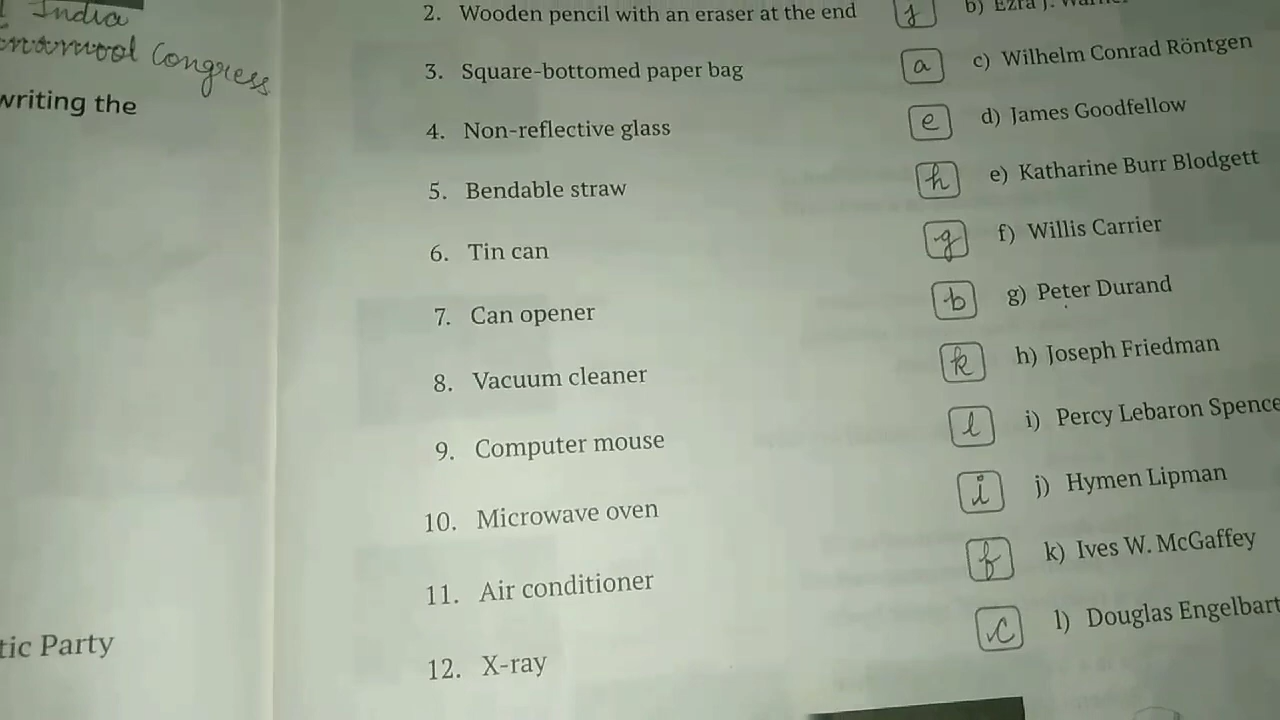 India
Congress
writing the
tic Party
2. Wooden pencil with an eraser at the end j b) Ezra J.
3. Square-bottomed paper bag a c) Wilhelm Conrad Röntgen
4. Non-reflective glass e d) James Goodfellow
5. Bendable straw h e) Katharine Burr Blodgett
6. Tin can g f) Willis Carrier
7. Can opener b g) Peter Durand
8. Vacuum cleaner k h) Joseph Friedman
9. Computer mouse l i) Percy Lebaron Spence
10. Microwave oven i j) Hymen Lipman
11. Air conditioner f k) Ives W. McGaffey
12. X-ray c l) Douglas Engelbart